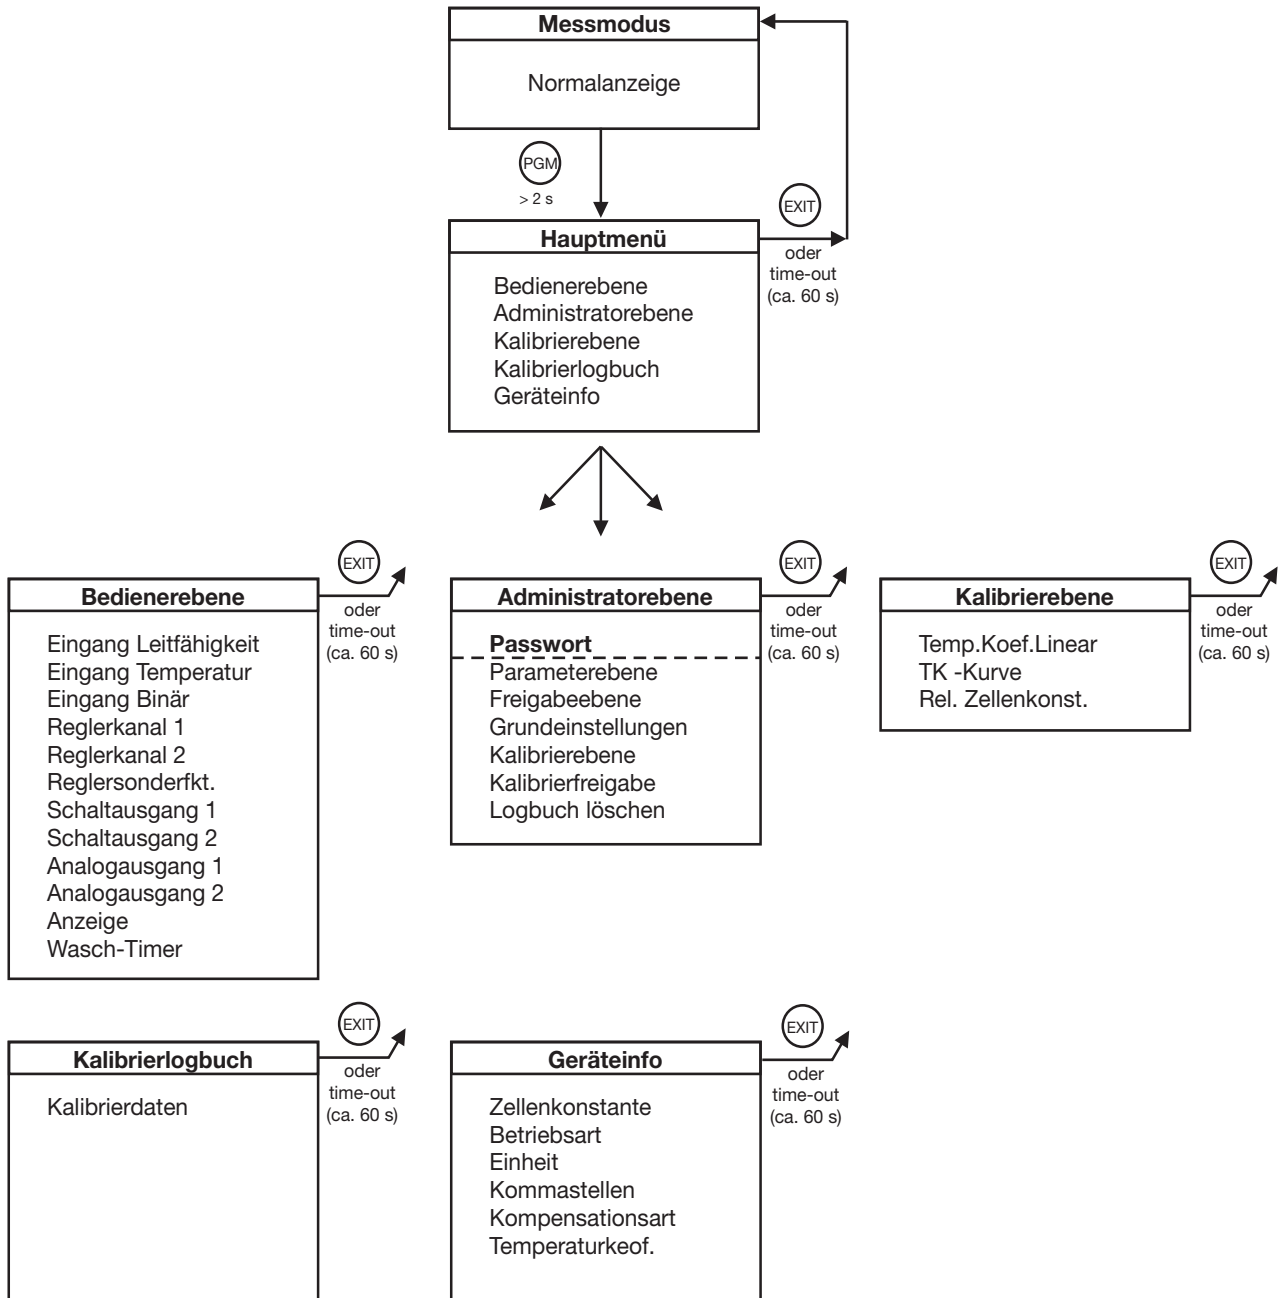 Messmodus
Normalanzeige
PGM
> 2 s
EXIT
oder
time-out
(ca. 60 s)
Hauptmenü
Bedienerebene
Administratorebene
Kalibrierebene
Kalibrierlogbuch
Geräteinfo
Bedienerebene
Eingang Leitfähigkeit
Eingang Temperatur
Eingang Binär
Reglerkanal 1
Reglerkanal 2
Reglersonderfkt.
Schaltausgang 1
Schaltausgang 2
Analogausgang 1
Analogausgang 2
Anzeige
Wasch-Timer
EXIT
oder
time-out
(ca. 60 s)
Administratorebene
Passwort
Parameterebene
Freigabeebene
Grundeinstellungen
Kalibrierebene
Kalibrierfreigabe
Logbuch löschen
EXIT
oder
time-out
(ca. 60 s)
Kalibrierebene
Temp.Koef.Linear
TK -Kurve
Rel. Zellenkonst.
EXIT
oder
time-out
(ca. 60 s)
Kalibrierlogbuch
Kalibrierdaten
EXIT
oder
time-out
(ca. 60 s)
Geräteinfo
Zellenkonstante
Betriebsart
Einheit
Kommastellen
Kompensationsart
Temperaturkeof.
EXIT
oder
time-out
(ca. 60 s)